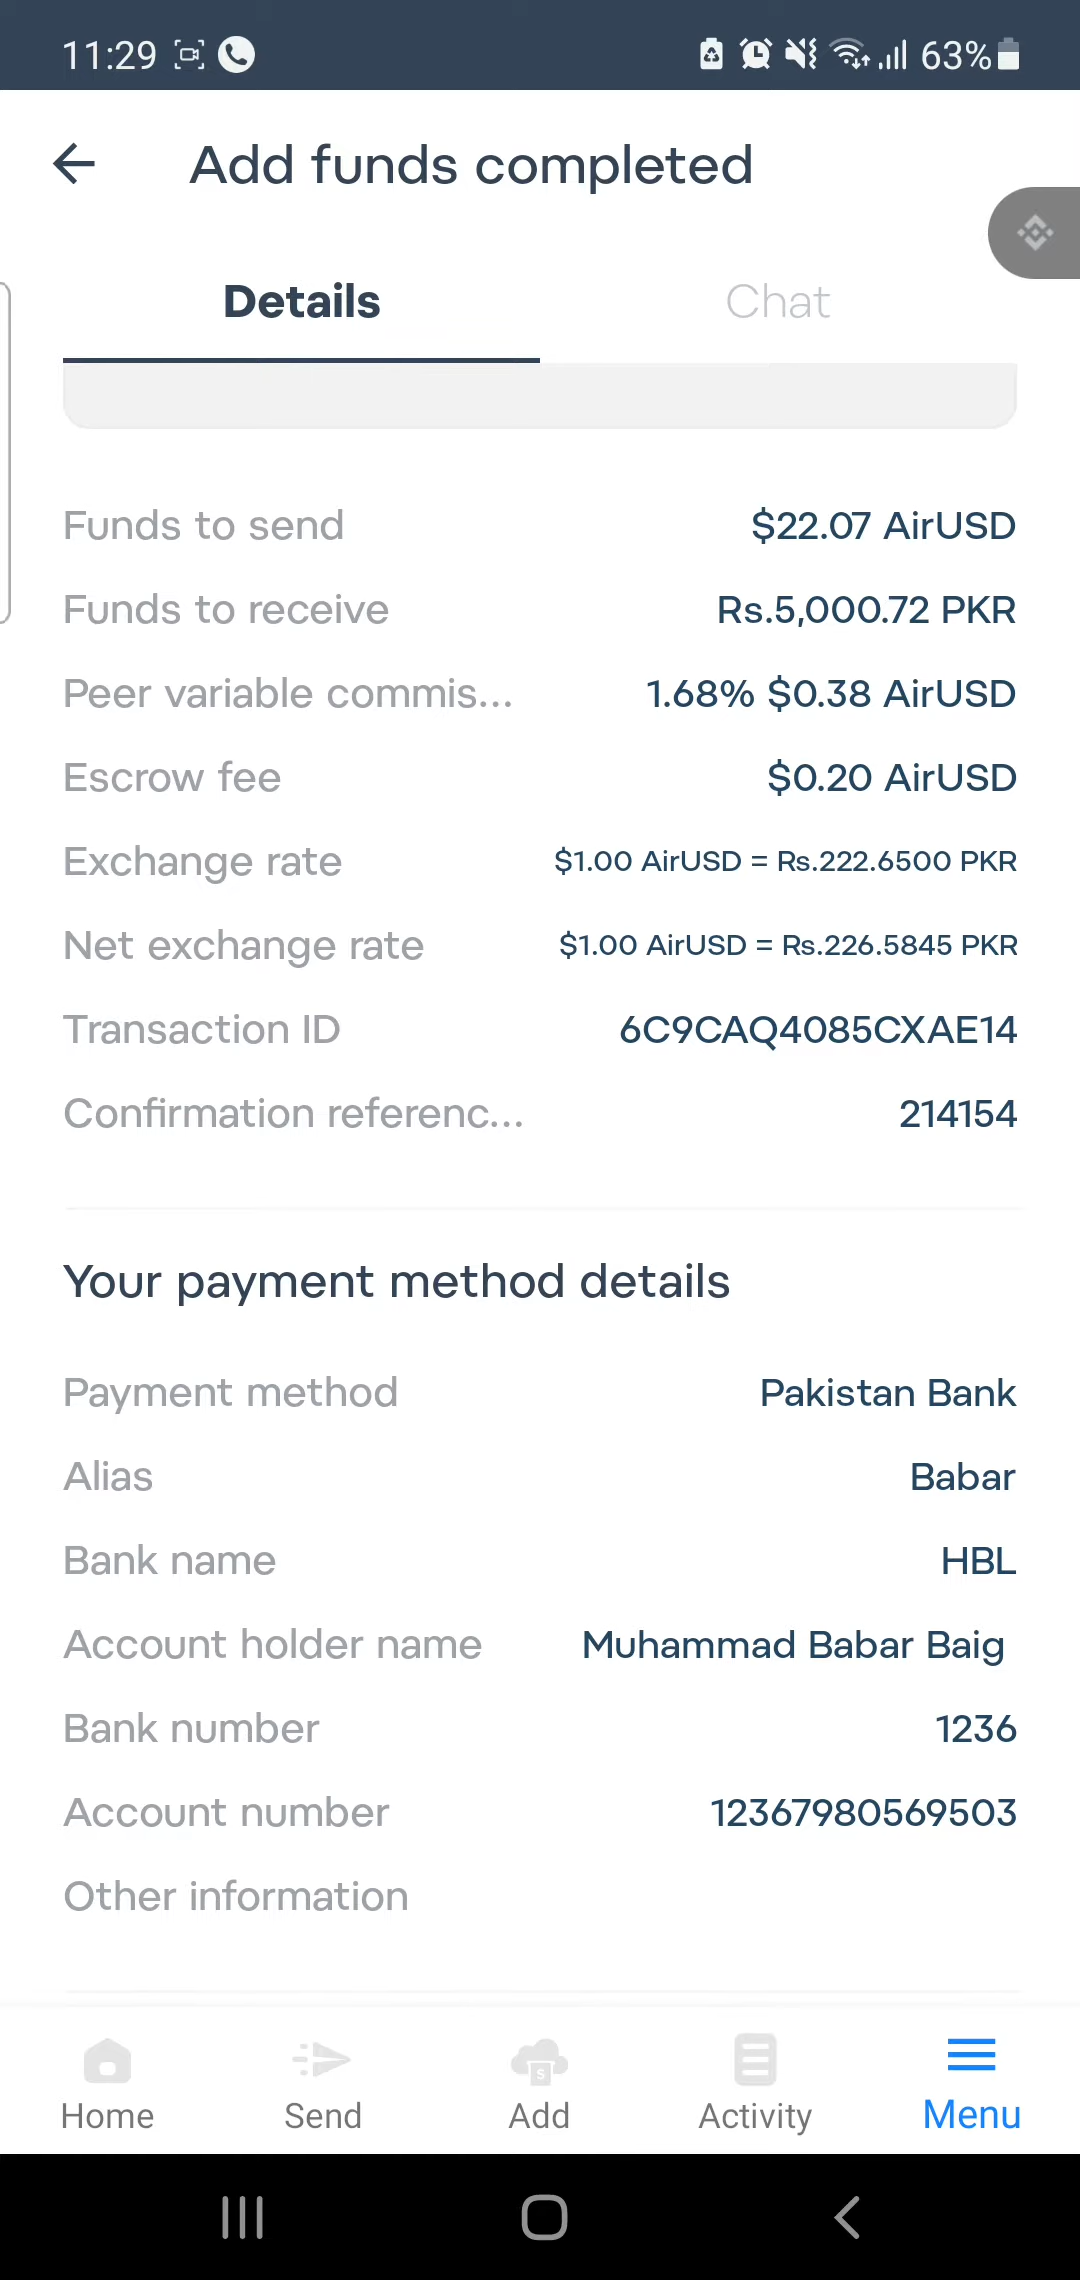 11:29
63%
Add funds completed
Details
Chat
Funds to send
$22.07 AirUSD
Funds to receive
Rs.5,000.72 PKR
Peer variable commis...
1.68% $0.38 AirUSD
Escrow fee
$0.20 AirUSD
Exchange rate
$1.00 AirUSD = Rs.222.6500 PKR
Net exchange rate
$1.00 AirUSD = Rs.226.5845 PKR
Transaction ID
6C9CAQ4085CXAE14
Confirmation referenc...
214154
Your payment method details
Payment method
Pakistan Bank
Alias
Babar
Bank name
HBL
Account holder name
Muhammad Babar Baig
Bank number
1236
Account number
12367980569503
Other information
Home
Send
Add
Activity
Menu